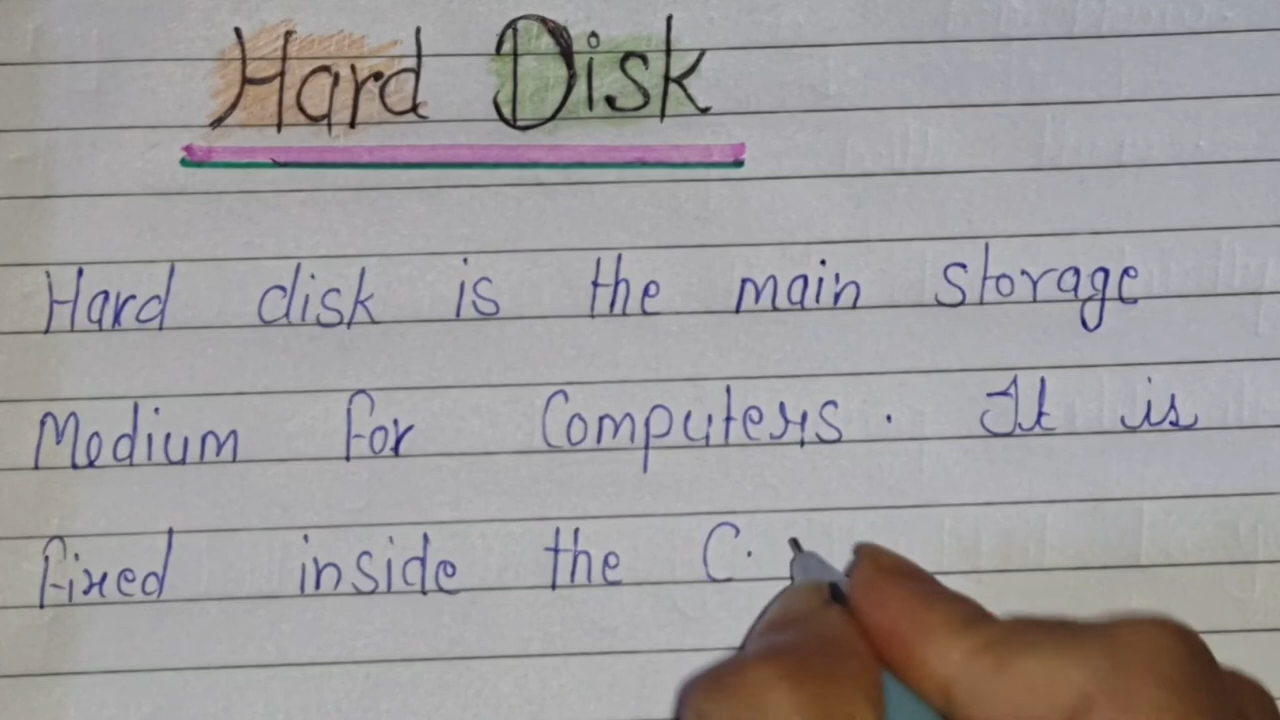 Hard Disk
Hard disk is the main storage
Medium for Computers. It is
fixed inside the C.